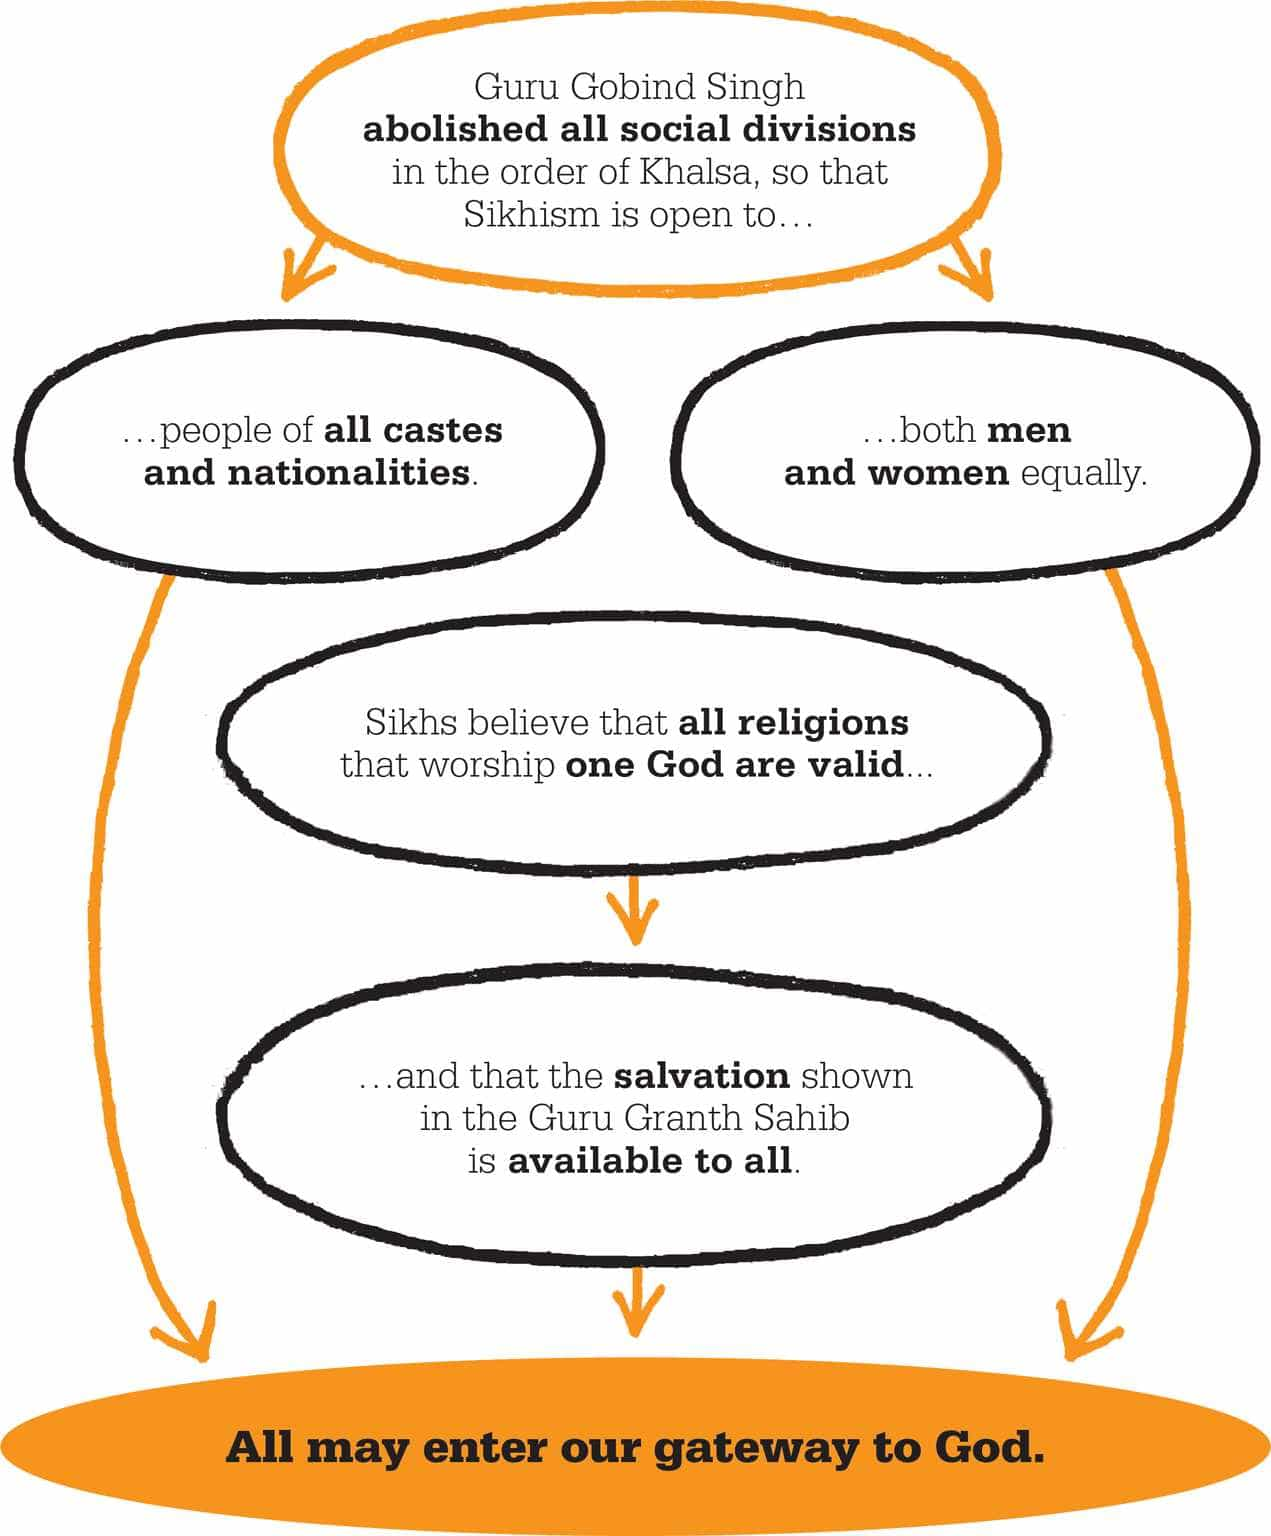 Guru Gobind Singh
abolished all social divisions
in the order of Khalsa, so that
Sikhism is open to…
…people of all castes
and nationalities.
…both men
and women equally.
Sikhs believe that all religions
that worship one God are valid…
…and that the salvation shown
in the Guru Granth Sahib
is available to all.
All may enter our gateway to God.